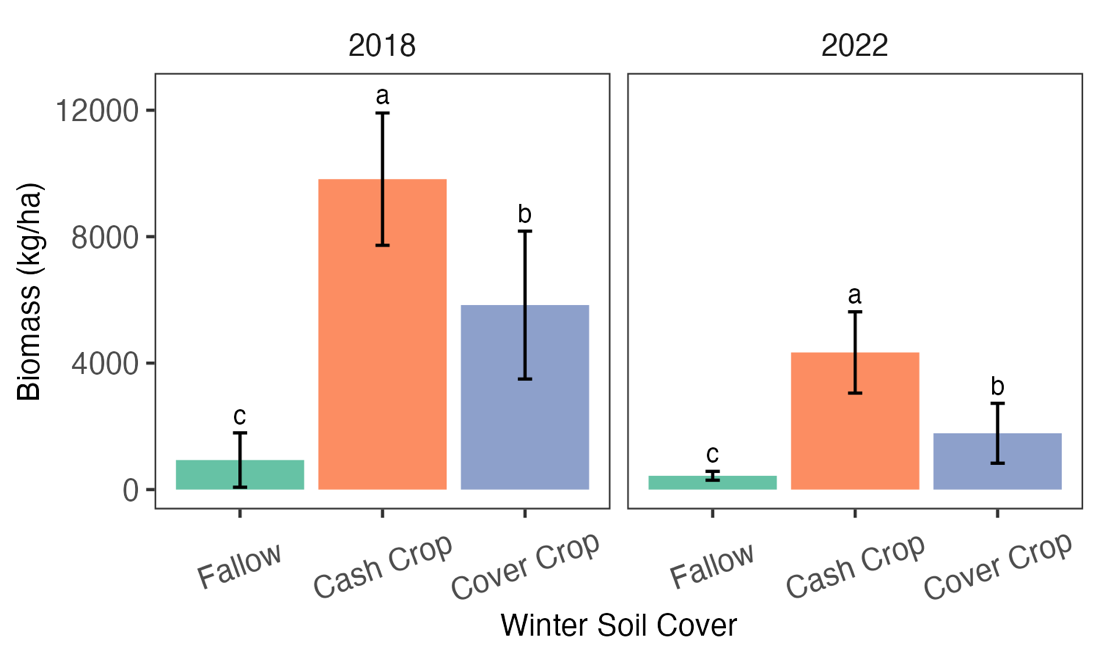 2018
2022
Biomass (kg/ha)
12000
8000
4000
0
c
a
b
c
a
b
Fallow
Cash Crop
Cover Crop
Fallow
Cash Crop
Cover Crop
Winter Soil Cover